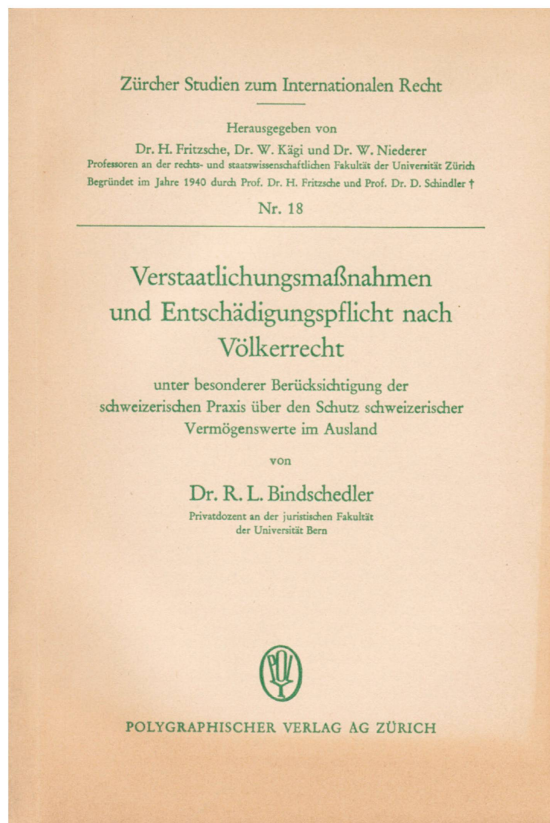 Zürcher Studien zum Internationalen Recht
Herausgegeben von
Dr. H. Fritzsche, Dr. W. Kägi und Dr. W. Niederer
Professoren an der rechts- und staatswissenschaftlichen Fakultät der Universität Zürich
Begründet im Jahre 1940 durch Prof. Dr. H. Fritzsche und Prof. Dr. D. Schindler †
Nr. 18
Verstaatlichungsmaßnahmen
und Entschädigungspflicht nach
Völkerrecht
unter besonderer Berücksichtigung der
schweizerischen Praxis über den Schutz schweizerischer
Vermögenswerte im Ausland
von
Dr. R. L. Bindschedler
Privatdozent an der juristischen Fakultät
der Universität Bern
POLY
POLYGRAPHISCHER VERLAG AG ZÜRICH